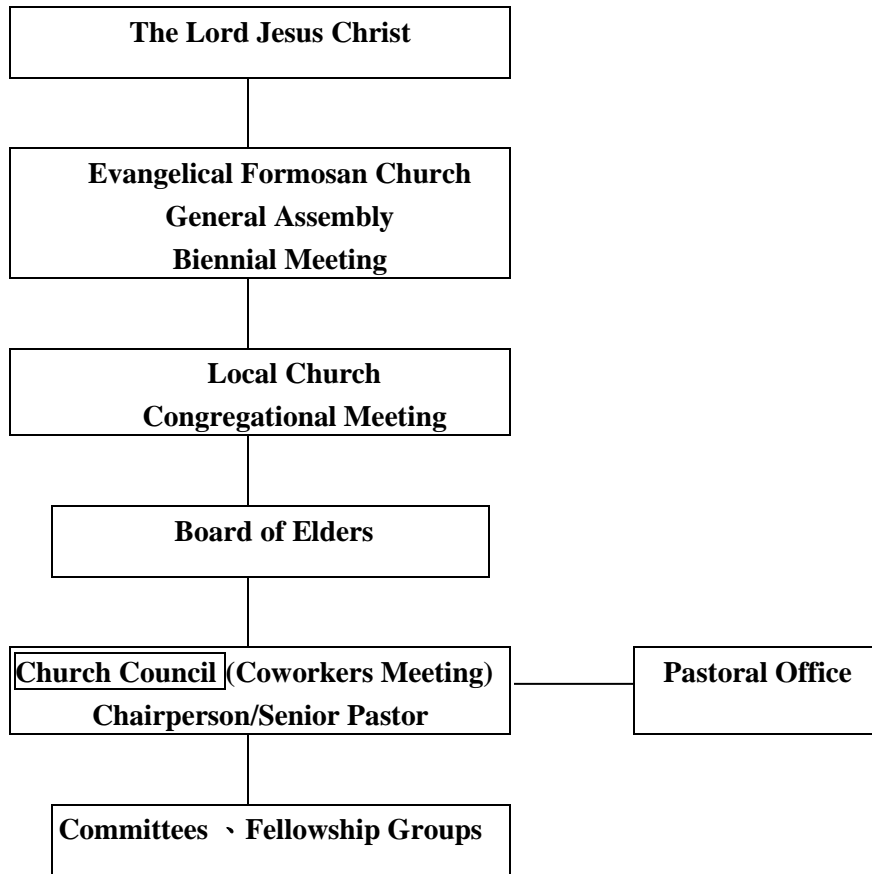 The Lord Jesus Christ
Evangelical Formosan Church
General Assembly
Biennial Meeting
Local Church
Congregational Meeting
Board of Elders
Church Council (Coworkers Meeting)
Chairperson/Senior Pastor
Pastoral Office
Committees 、Fellowship Groups